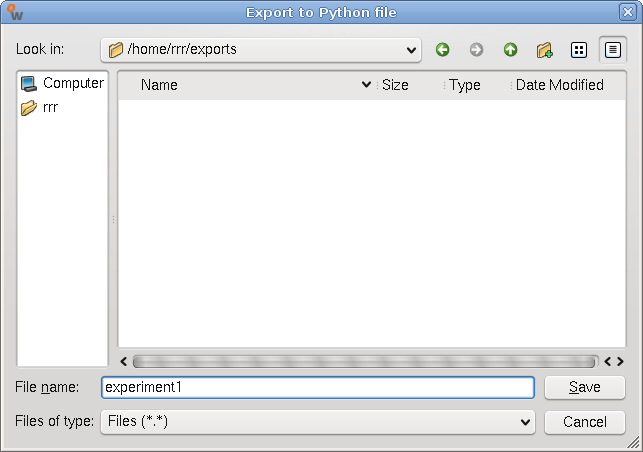 Export to Python file
Look in: /home/rrr/exports
Computer
rrr
Name Size Type Date Modified
File name: experiment1 Save
Files of type: Files (*.*) Cancel